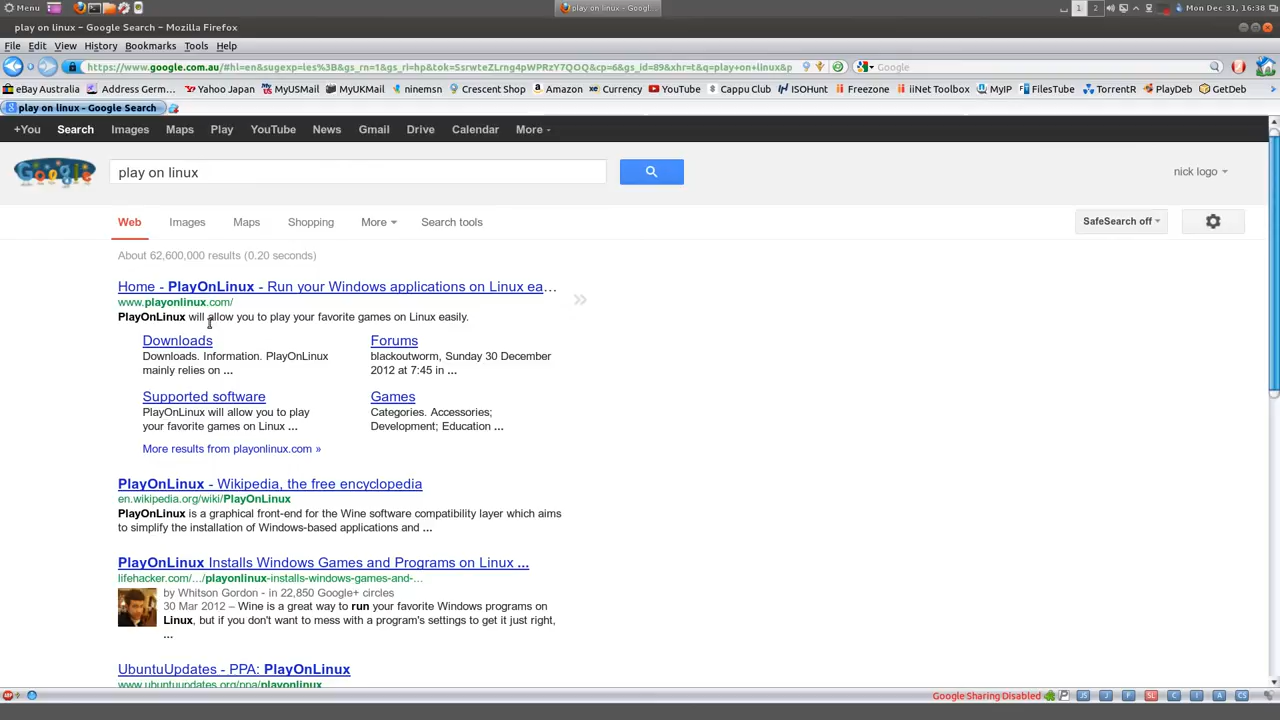 Menu
play on linux - Googl...
1
2
Mon Dec 31, 16:38
play on linux - Google Search - Mozilla Firefox
File Edit View History Bookmarks Tools Help
https://www.google.com.au/#hl=en&sugexp=les%3B&gs_rn=1&gs_ri=hp&tok=SsrwteZLrng4pWPRzY7QOQ&cp=6&gs_id=89&xhr=t&q=play+on+linux&p
Google
eBay Australia Address Germ... Yahoo Japan MyUSMail MyUKMail ninemsn Crescent Shop Amazon Currency YouTube Cappu Club ISOHunt Freezone iiNet Toolbox MyIP FilesTube TorrentR PlayDeb GetDeb
play on linux - Google Search
+You Search Images Maps Play YouTube News Gmail Drive Calendar More
Google
play on linux
nick logo
Web Images Maps Shopping More Search tools
SafeSearch off
About 62,600,000 results (0.20 seconds)
Home - PlayOnLinux - Run your Windows applications on Linux ea...
www.playonlinux.com/
PlayOnLinux will allow you to play your favorite games on Linux easily.
Downloads
Downloads. Information. PlayOnLinux
mainly relies on ...
Forums
blackoutworm, Sunday 30 December
2012 at 7:45 in ...
Supported software
PlayOnLinux will allow you to play
your favorite games on Linux ...
Games
Categories. Accessories;
Development; Education ...
More results from playonlinux.com »
PlayOnLinux - Wikipedia, the free encyclopedia
en.wikipedia.org/wiki/PlayOnLinux
PlayOnLinux is a graphical front-end for the Wine software compatibility layer which aims
to simplify the installation of Windows-based applications and ...
PlayOnLinux Installs Windows Games and Programs on Linux ...
lifehacker.com/.../playonlinux-installs-windows-games-and-...
by Whitson Gordon - in 22,850 Google+ circles
30 Mar 2012 – Wine is a great way to run your favorite Windows programs on
Linux, but if you don't want to mess with a program's settings to get it just right,
...
UbuntuUpdates - PPA: PlayOnLinux
www.ubuntuupdates.org/ppa/playonlinux
Google Sharing Disabled
JS J F SL C I A CS